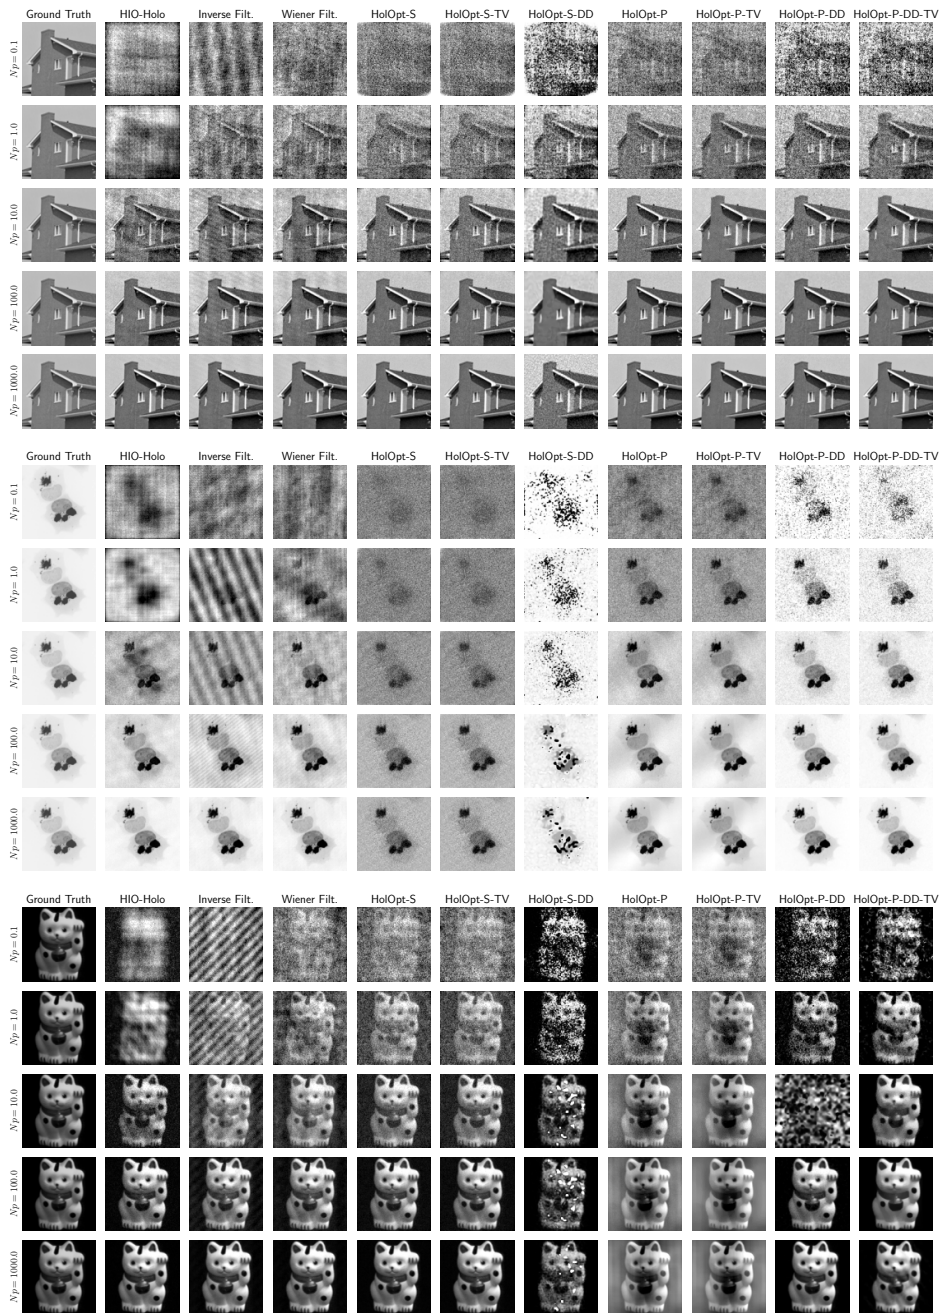 Ground Truth HIO-Holo Inverse Filt. Wiener Filt. HolOpt-S HolOpt-S-TV HolOpt-S-DD HolOpt-P HolOpt-P-TV HolOpt-P-DD HolOpt-P-DD-TV
Np = 0.1
Np = 1.0
Np = 10.0
Np = 100.0
Np = 1000.0
Ground Truth HIO-Holo Inverse Filt. Wiener Filt. HolOpt-S HolOpt-S-TV HolOpt-S-DD HolOpt-P HolOpt-P-TV HolOpt-P-DD HolOpt-P-DD-TV
Np = 0.1
Np = 1.0
Np = 10.0
Np = 100.0
Np = 1000.0
Ground Truth HIO-Holo Inverse Filt. Wiener Filt. HolOpt-S HolOpt-S-TV HolOpt-S-DD HolOpt-P HolOpt-P-TV HolOpt-P-DD HolOpt-P-DD-TV
Np = 0.1
Np = 1.0
Np = 10.0
Np = 100.0
Np = 1000.0